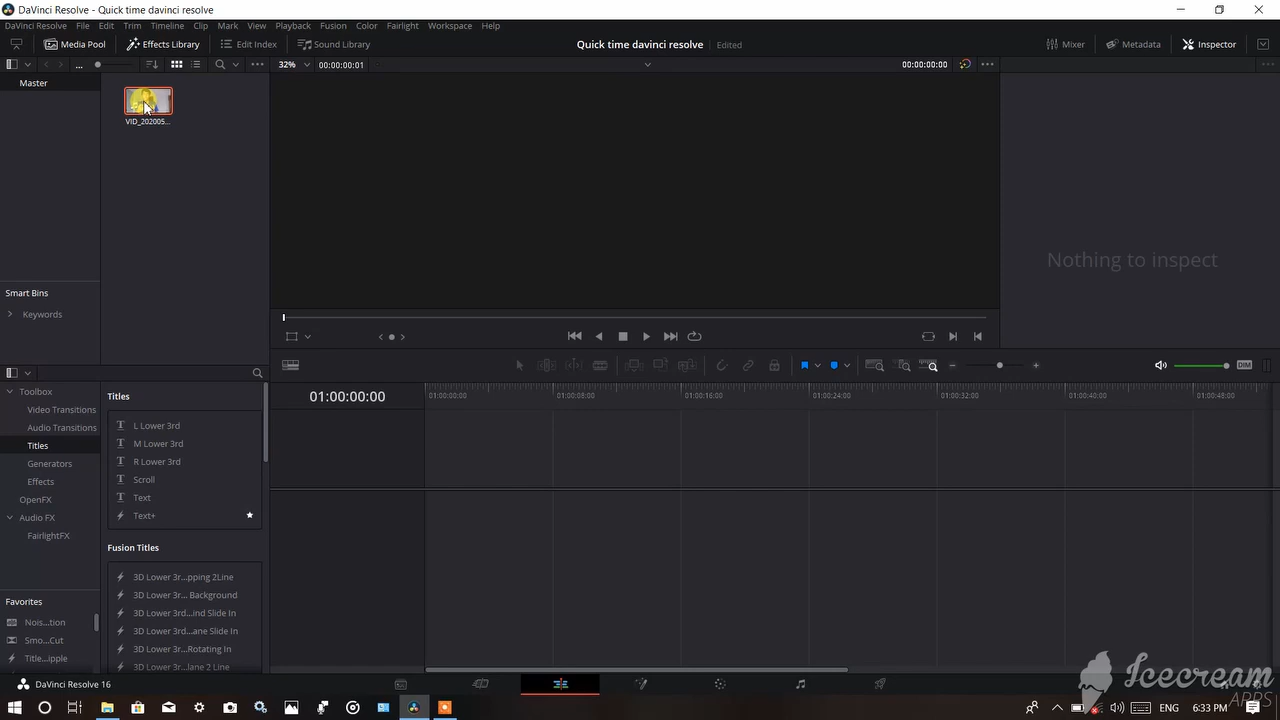 DaVinci Resolve - Quick time davinci resolve
DaVinci Resolve File Edit Trim Timeline Clip Mark View Playback Fusion Color Fairlight Workspace Help
Media Pool Effects Library Edit Index Sound Library Quick time davinci resolve Edited Mixer Metadata Inspector
... 32% 00:00:00:01 00:00:00:00
Master
VID_202005...
Nothing to inspect
Smart Bins
Keywords
DIM
Toolbox
Video Transitions
Audio Transitions
Titles
Generators
Effects
OpenFX
Audio FX
FairlightFX
Favorites
Nois...tion
Smo...Cut
Title...ipple
Titles
L Lower 3rd
M Lower 3rd
R Lower 3rd
Scroll
Text
Text+
Fusion Titles
3D Lower 3r...pping 2Line
3D Lower 3r... Background
3D Lower 3rd...ind Slide In
3D Lower 3rd...ane Slide In
3D Lower 3r...Rotating In
3D Lower 3r...lane 2 Line
01:00:00:00
01:00:00:00 01:00:08:00 01:00:16:00 01:00:24:00 01:00:32:00 01:00:40:00 01:00:48:00
DaVinci Resolve 16
Icecream
APPS
ENG 6:33 PM